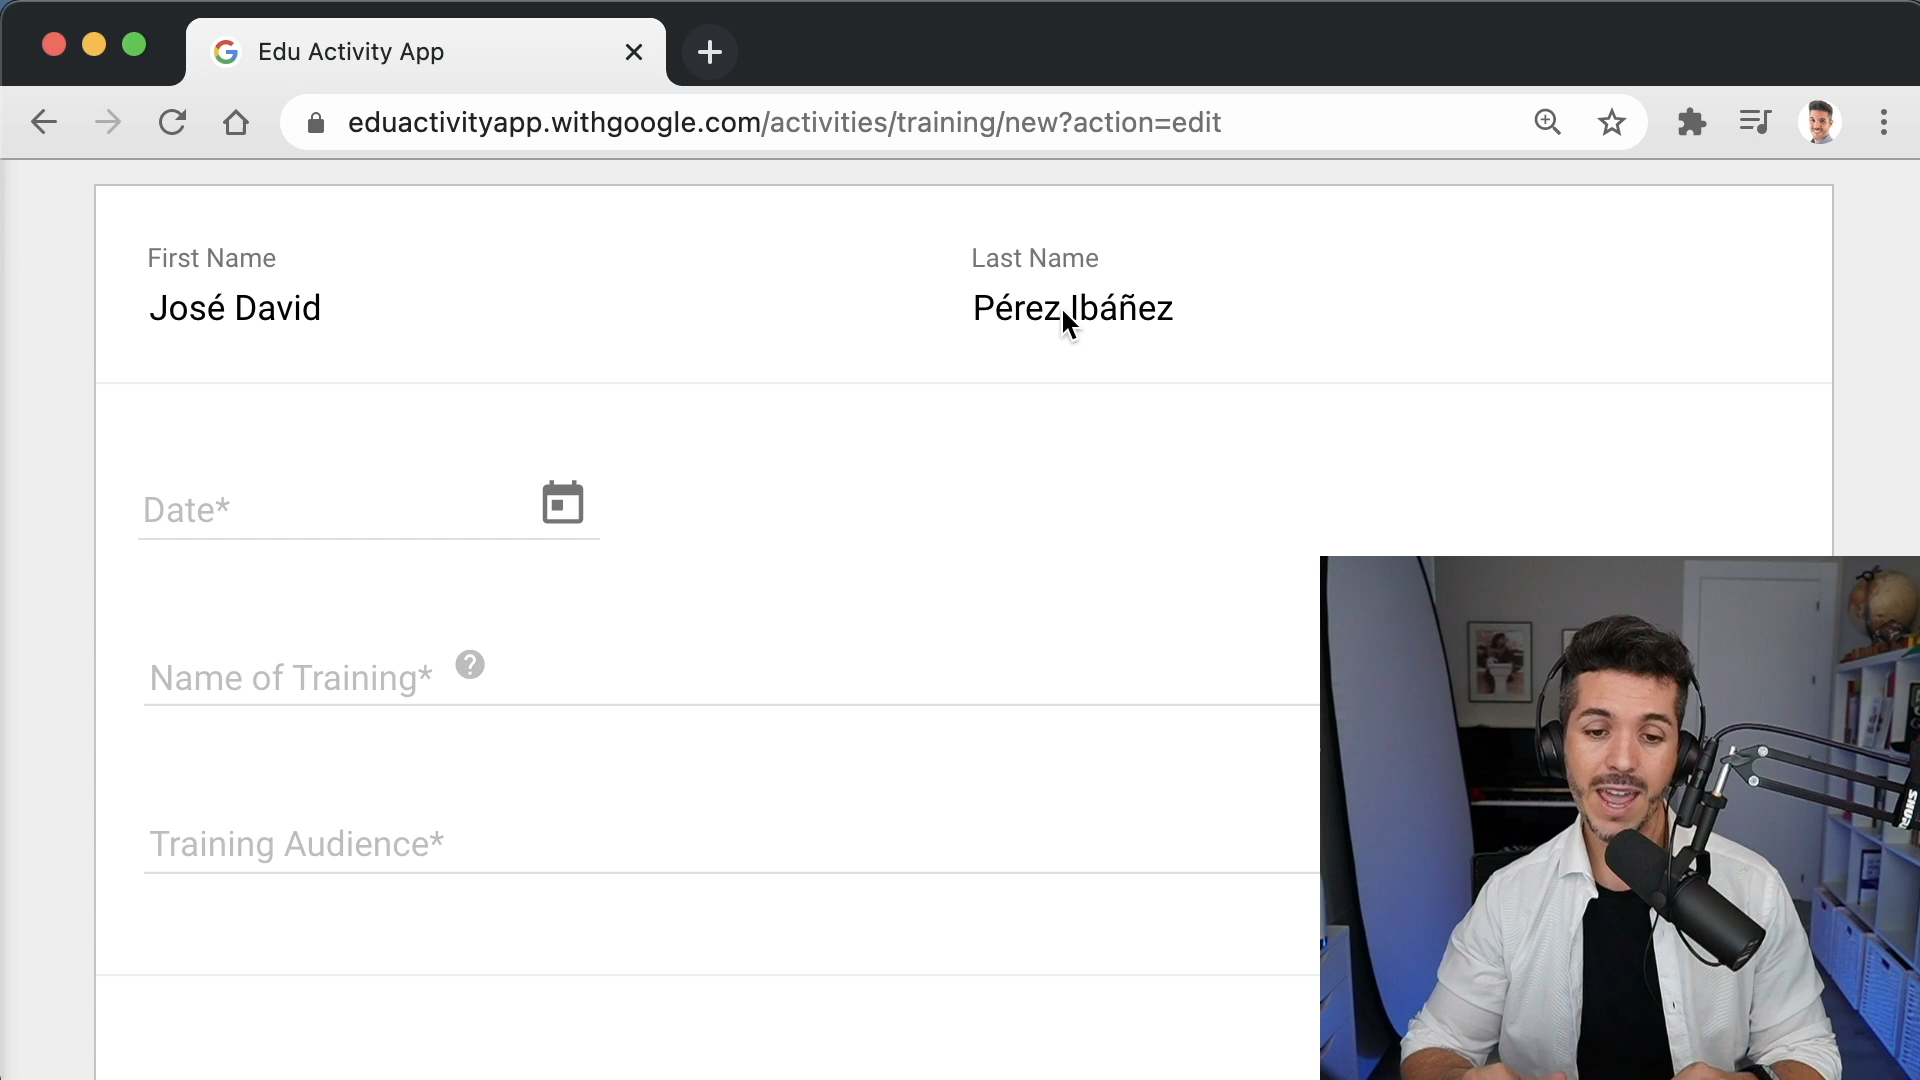 Edu Activity App
eduactivityapp.withgoogle.com/activities/training/new?action=edit
First Name
Last Name
José David
Pérez Ibáñez
Date*
Name of Training*
Training Audience*
SHURE